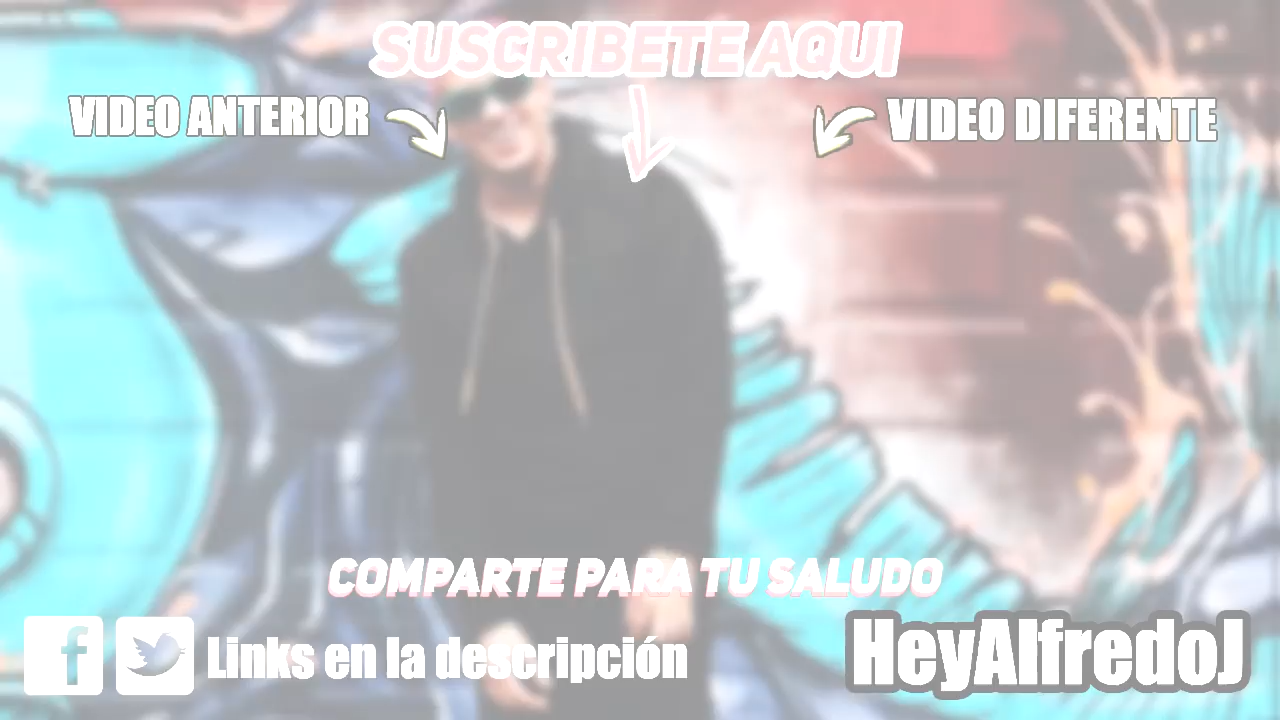 SUSCRIBETE AQUI
VIDEO ANTERIOR
VIDEO DIFERENTE
COMPARTE PARA TU SALUDO
Links en la descripción
HeyAlfredoJ